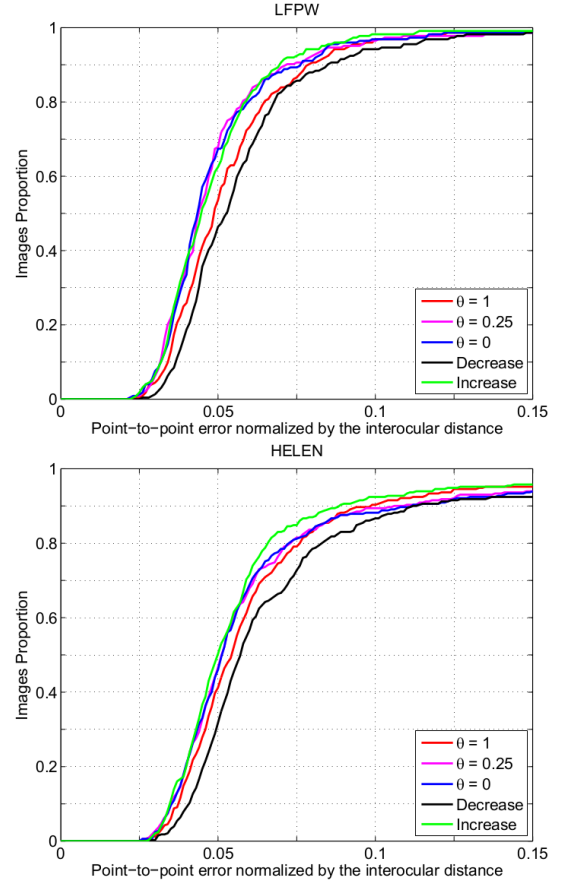 LFPW
1
0.8
0.6
0.4
0.2
0
Images Proportion
θ = 1
θ = 0.25
θ = 0
Decrease
Increase
0 0.05 0.1 0.15
Point−to−point error normalized by the interocular distance
HELEN
1
0.8
0.6
0.4
0.2
0
Images Proportion
θ = 1
θ = 0.25
θ = 0
Decrease
Increase
0 0.05 0.1 0.15
Point−to−point error normalized by the interocular distance